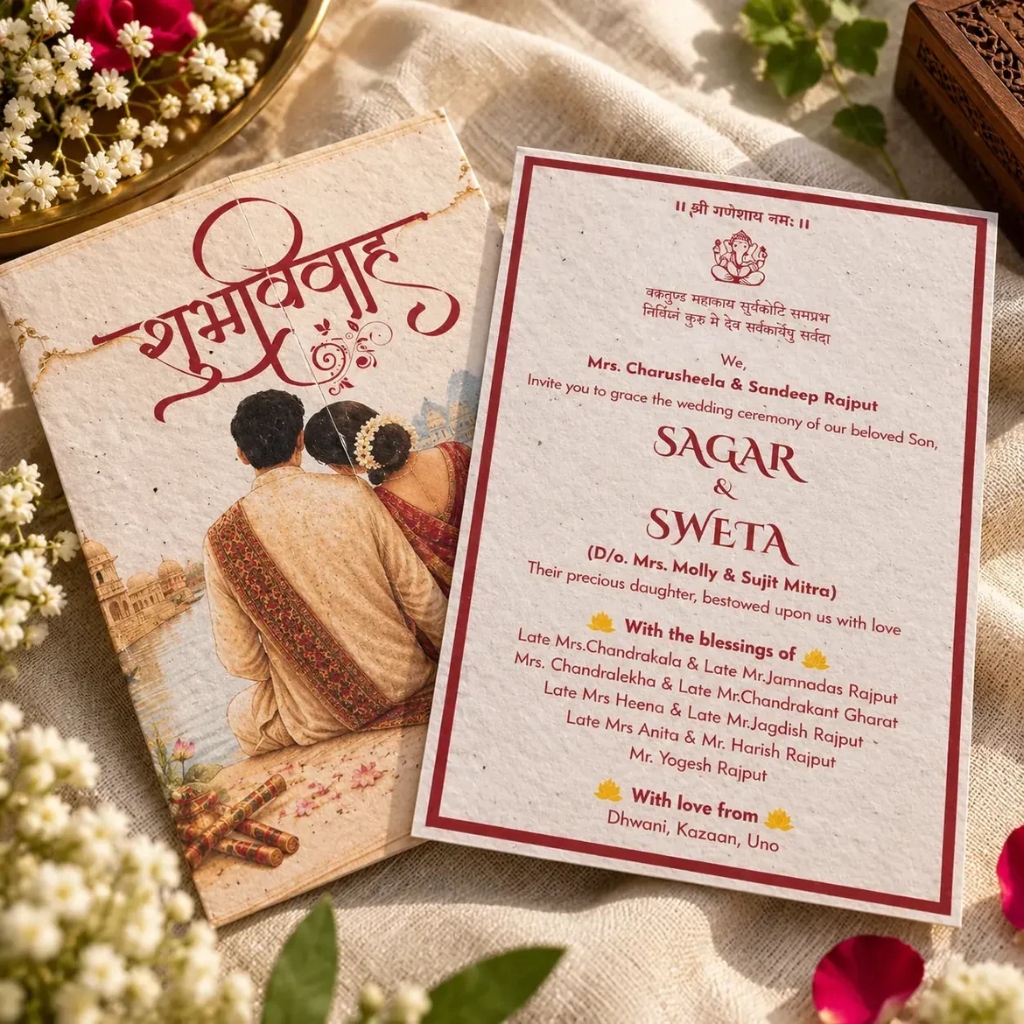 शुभविवाह
॥ श्री गणेशाय नमः ॥
वक्रतुण्ड महाकाय सुर्यकोटि समप्रभ
निर्विघ्नं कुरु मे देव सर्वकार्येषु सर्वदा
We,
Mrs. Charusheela & Sandeep Rajput
Invite you to grace the wedding ceremony of our beloved Son,
SAGAR
&
SWETA
(D/o. Mrs. Molly & Sujit Mitra)
Their precious daughter, bestowed upon us with love
With the blessings of
Late Mrs.Chandrakala & Late Mr.Jamnadas Rajput
Mrs. Chandralekha & Late Mr.Chandrakant Gharat
Late Mrs Heena & Late Mr.Jagdish Rajput
Late Mrs Anita & Mr. Harish Rajput
Mr. Yogesh Rajput
With love from
Dhwani, Kazaan, Uno